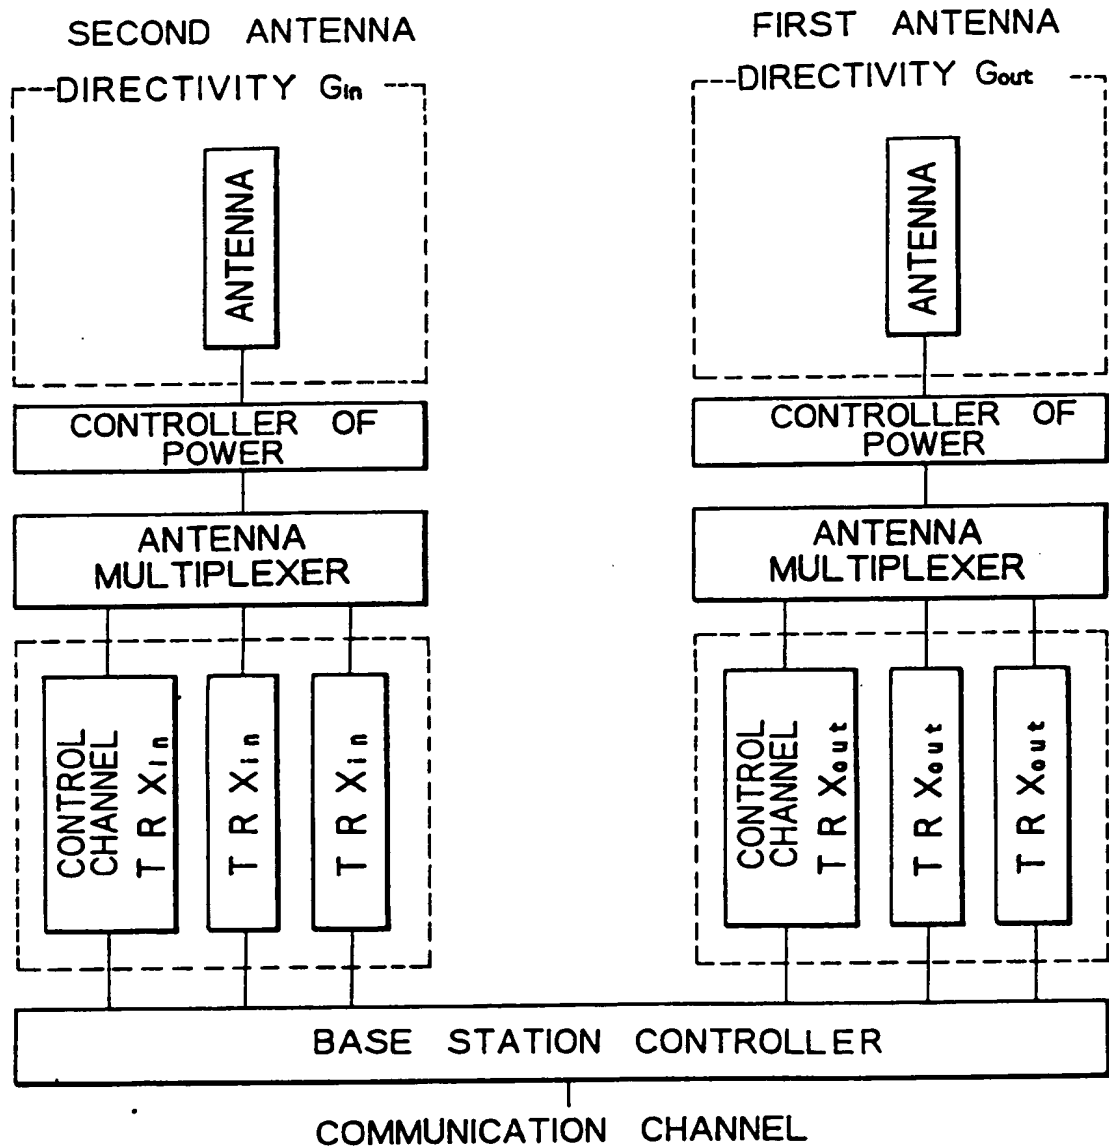 SECOND ANTENNA
DIRECTIVITY Gin
ANTENNA
CONTROLLER OF
POWER
ANTENNA
MULTIPLEXER
CONTROL
CHANNEL
TRXin
TRXin
TRXin
FIRST ANTENNA
DIRECTIVITY Gout
ANTENNA
CONTROLLER OF
POWER
ANTENNA
MULTIPLEXER
CONTROL
CHANNEL
TRXout
TRXout
TRXout
BASE STATION CONTROLLER
COMMUNICATION CHANNEL